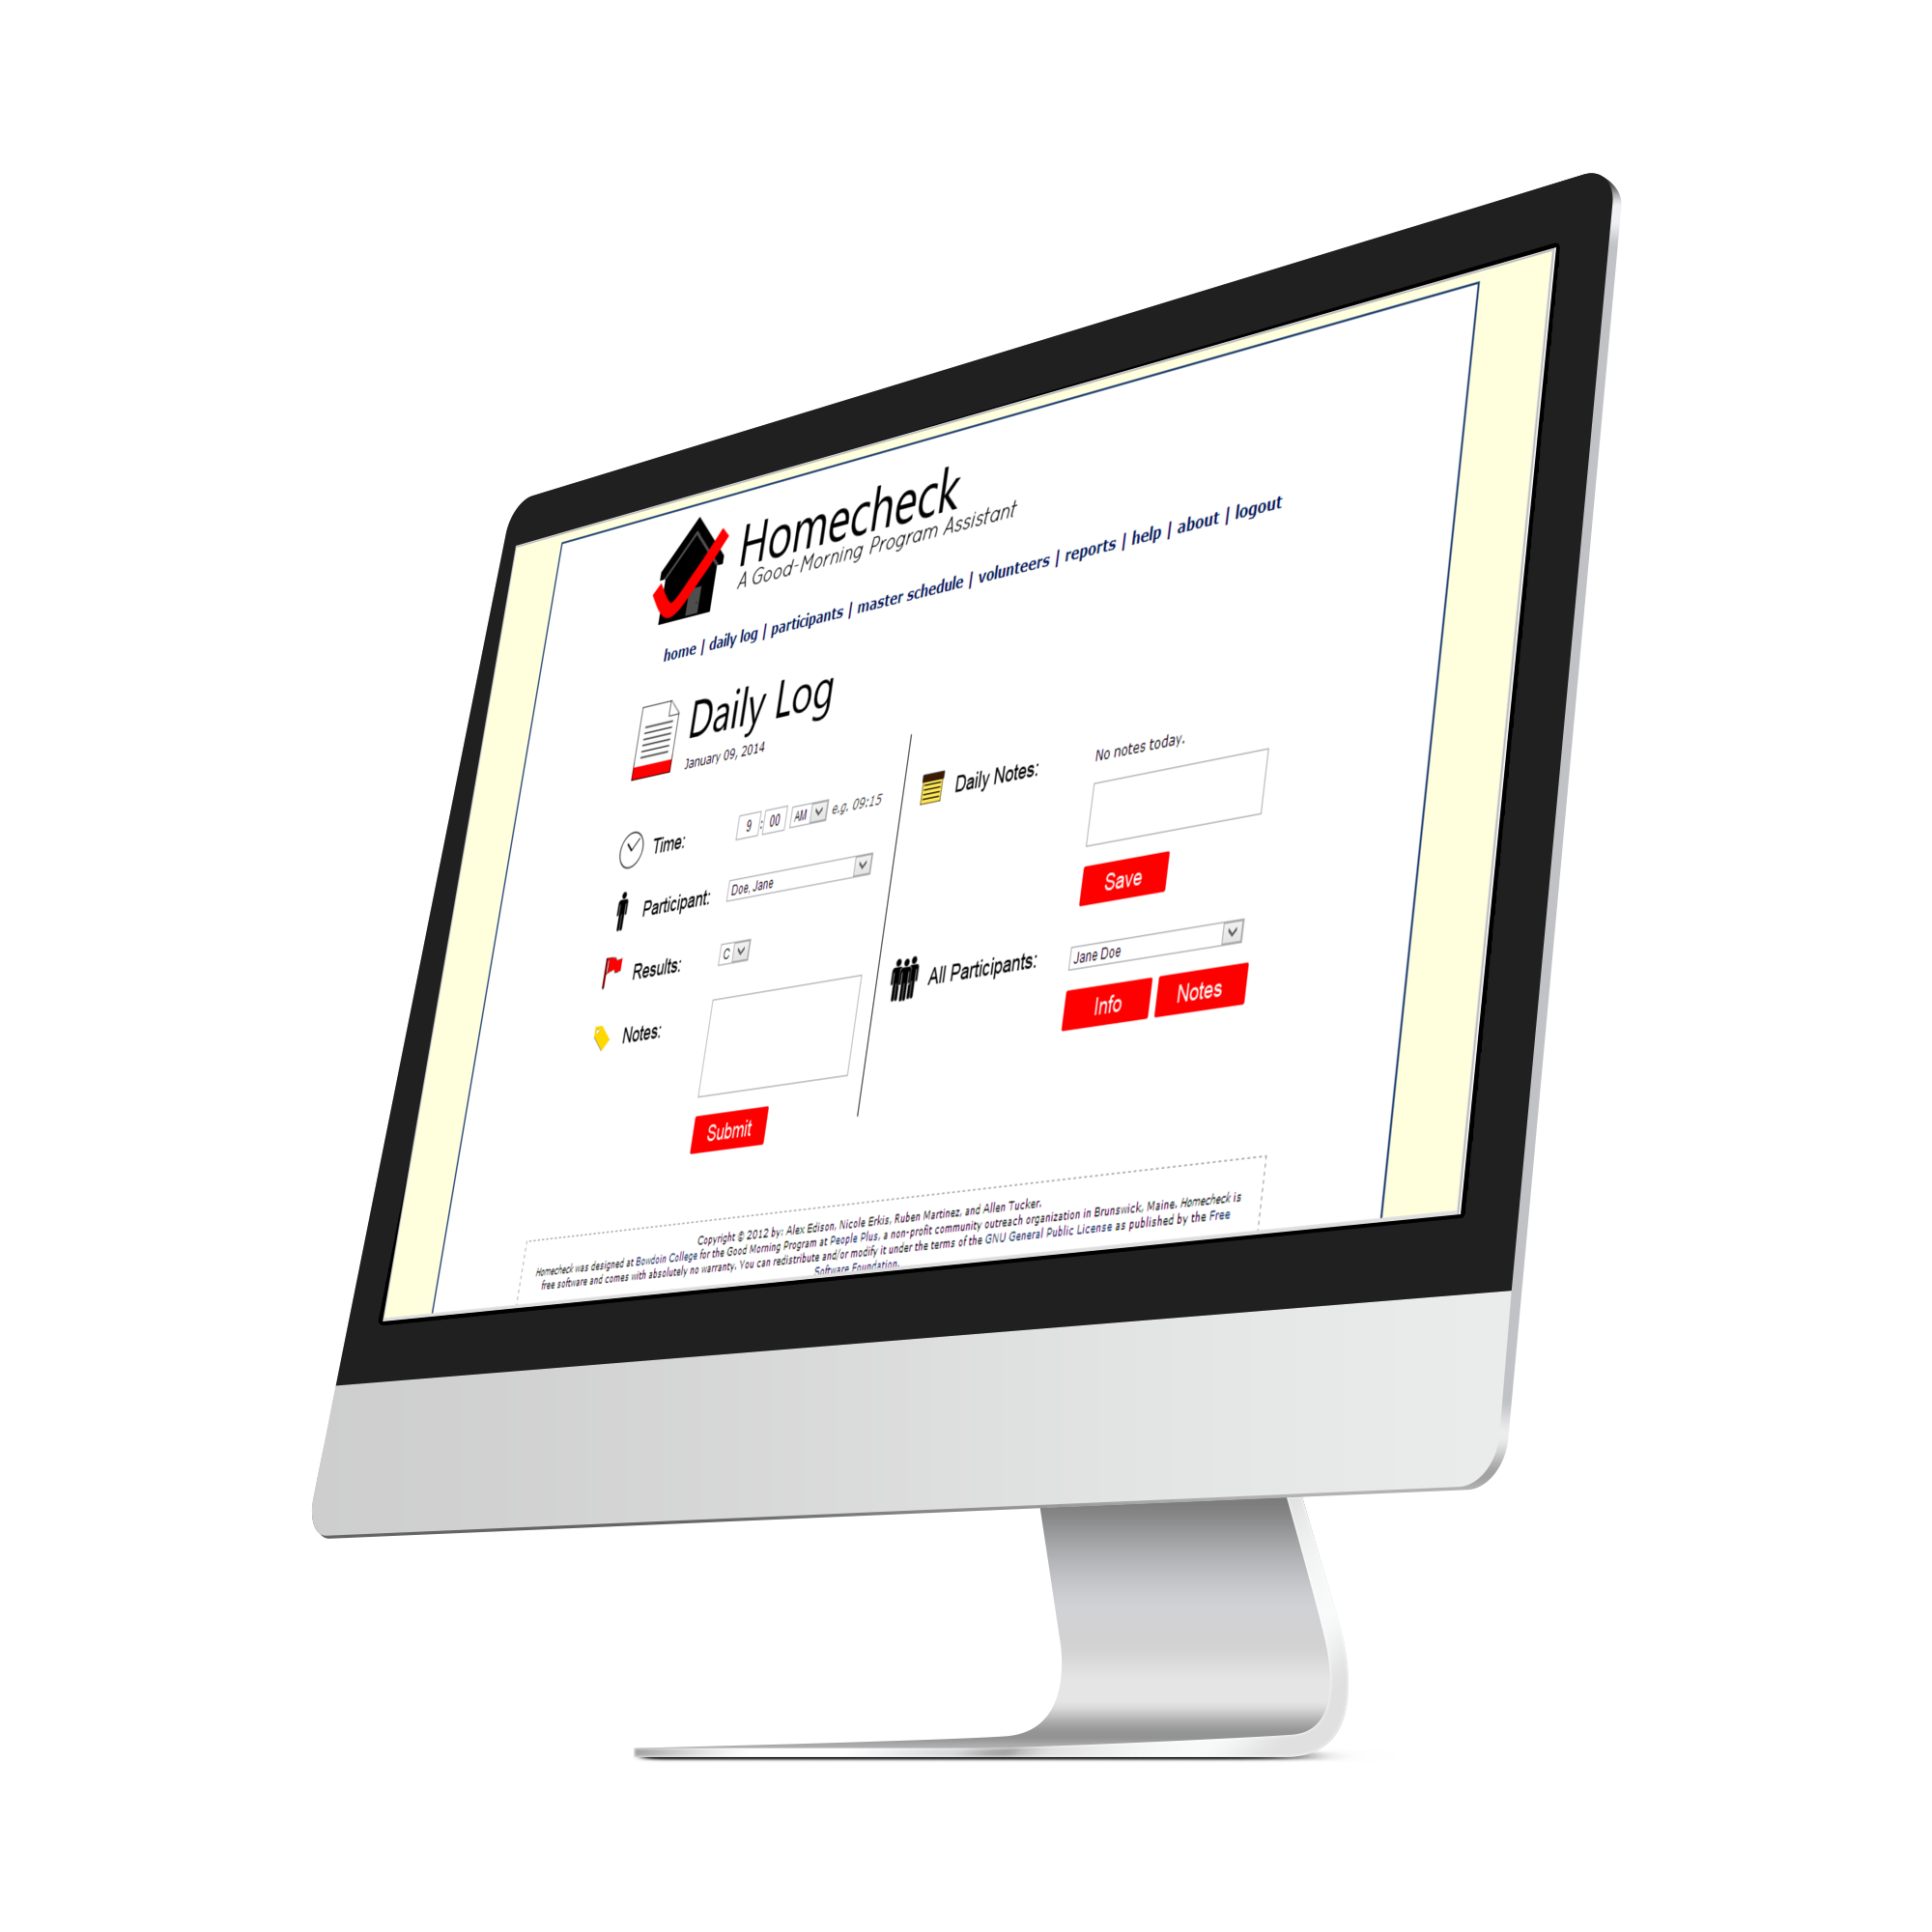 Homecheck
A Good-Morning Program Assistant
home | daily log | participants | master schedule | volunteers | reports | help | about | logout
Daily Log
January 09, 2014
Time:
9 : 00 AM e.g. 09:15
Participant:
Doe, Jane
Results:
C
Notes:
Submit
Daily Notes:
No notes today.
Save
All Participants:
Jane Doe
Info Notes
Copyright © 2012 by: Alex Edison, Nicole Erkis, Ruben Martinez, and Allen Tucker.
Homecheck was designed at Bowdoin College for the Good Morning Program at People Plus, a non-profit community outreach organization in Brunswick, Maine. Homecheck is
free software and comes with absolutely no warranty. You can redistribute and/or modify it under the terms of the GNU General Public License as published by the Free
Software Foundation.